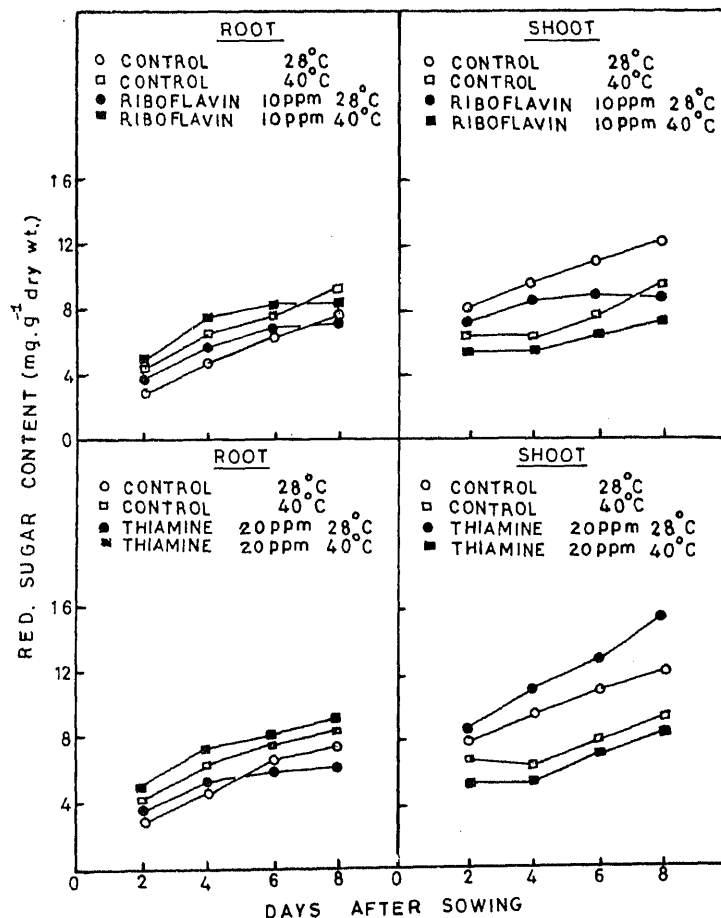 ROOT
○ CONTROL 28°C
□ CONTROL 40°C
● RIBOFLAVIN 10ppm 28°C
■ RIBOFLAVIN 10ppm 40°C
SHOOT
○ CONTROL 28°C
□ CONTROL 40°C
● RIBOFLAVIN 10ppm 28°C
■ RIBOFLAVIN 10ppm 40°C
16
12
8
4
0
ROOT
○ CONTROL 28°C
□ CONTROL 40°C
● THIAMINE 20ppm 28°C
■ THIAMINE 20ppm 40°C
SHOOT
○ CONTROL 28°C
□ CONTROL 40°C
● THIAMINE 20ppm 28°C
■ THIAMINE 20ppm 40°C
16
12
8
4
0 2 4 6 8 0 2 4 6 8
RED. SUGAR CONTENT (mg. g⁻¹ dry wt.)
DAYS AFTER SOWING